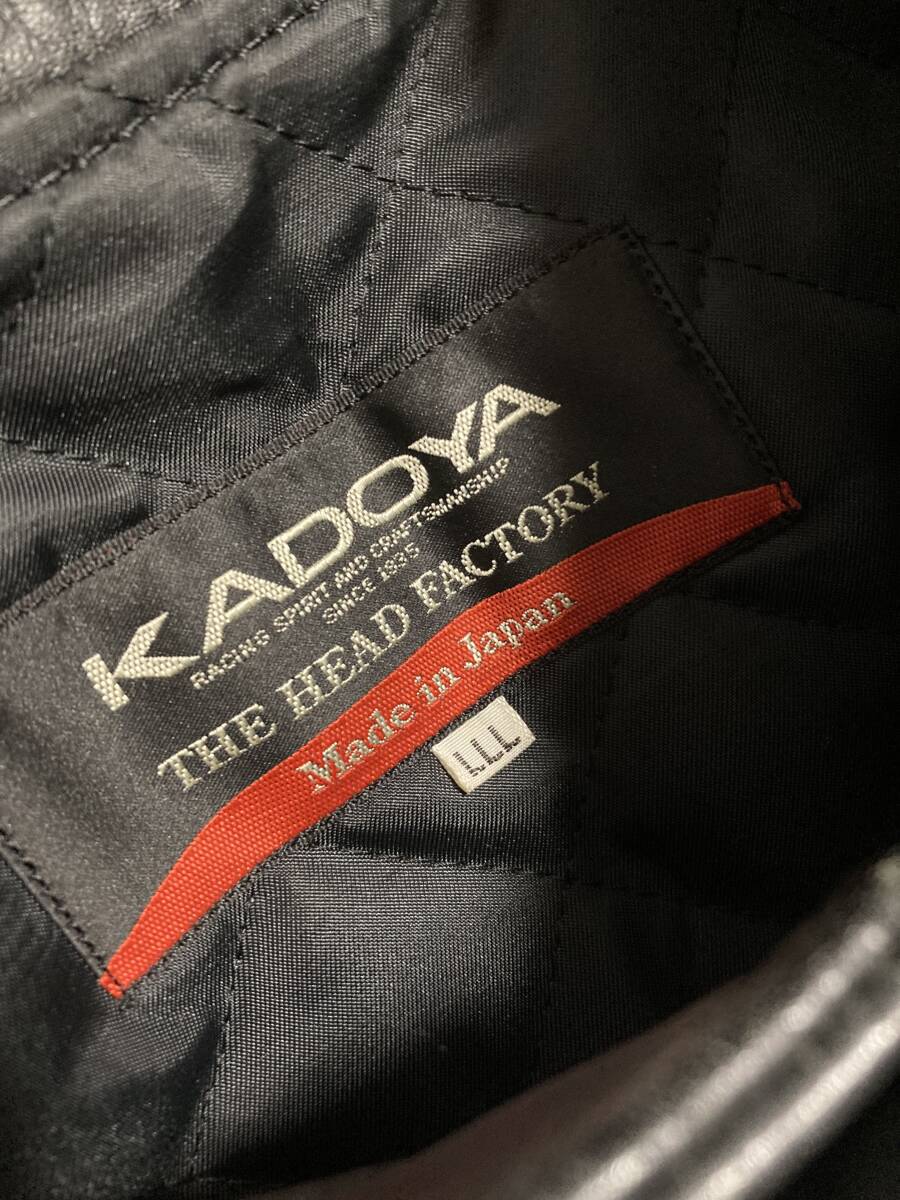 KADOYA
RACING SPIRIT AND CRAFTSMANSHIP
SINCE 1935
THE HEAD FACTORY
Made in Japan
LLL